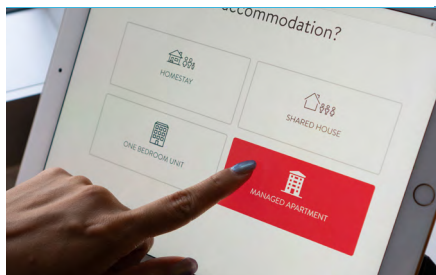 accommodation?
HOMESTAY
SHARED HOUSE
ONE BEDROOM UNIT
MANAGED APARTMENT